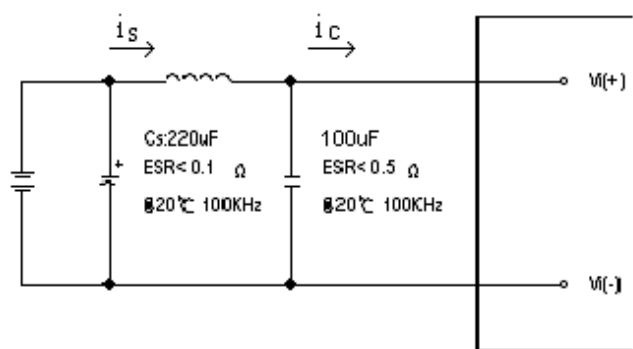 is
ic
Cs:220uF
ESR<0.1 Ω
@20℃ 100KHz
100uF
ESR<0.5 Ω
@20℃ 100KHz
Vi(+)
Vi(-)
+